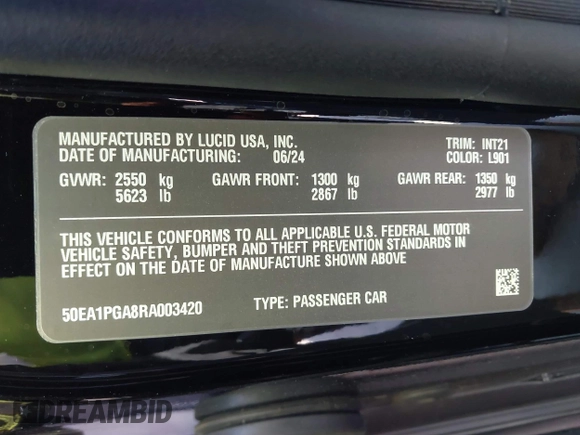 MANUFACTURED BY LUCID USA, INC. TRIM: INT21
DATE OF MANUFACTURING: 06/24 COLOR: L901
GVWR: 2550 kg GAWR FRONT: 1300 kg GAWR REAR: 1350 kg
5623 lb 2867 lb 2977 lb
THIS VEHICLE CONFORMS TO ALL APPLICABLE U.S. FEDERAL MOTOR
VEHICLE SAFETY, BUMPER AND THEFT PREVENTION STANDARDS IN
EFFECT ON THE DATE OF MANUFACTURE SHOWN ABOVE
50EA1PGA8RA003420 TYPE: PASSENGER CAR
DREAMBID